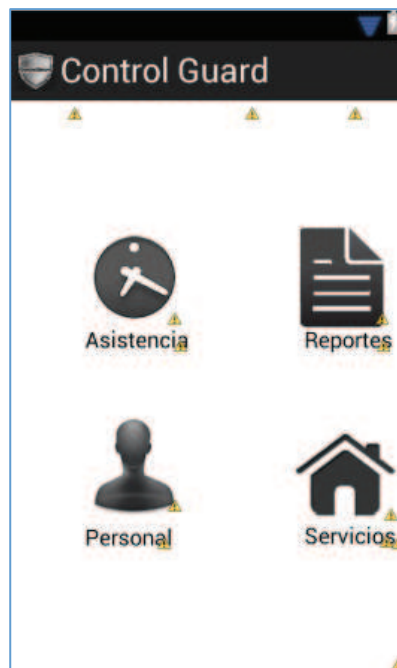 Control Guard
Asistencia
Reportes
Personal
Servicios